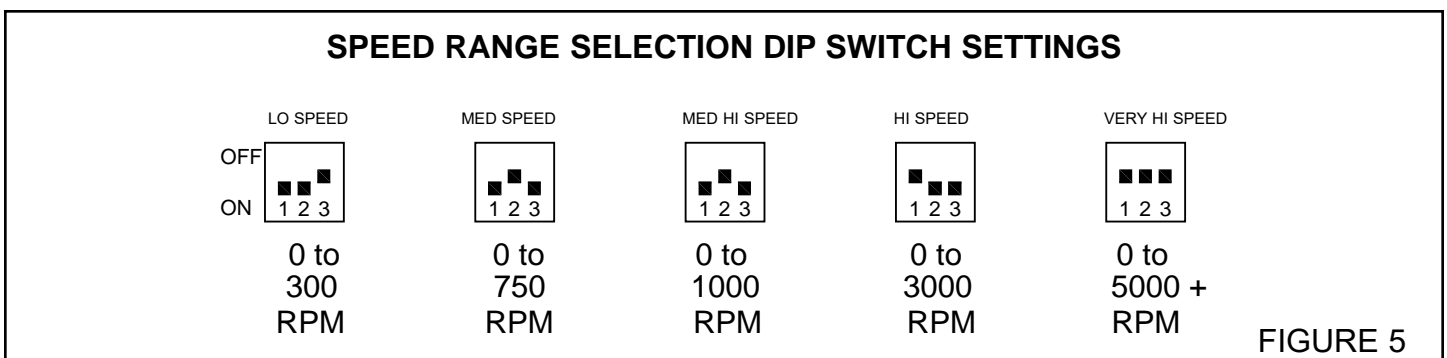 SPEED RANGE SELECTION DIP SWITCH SETTINGS
LO SPEED MED SPEED MED HI SPEED HI SPEED VERY HI SPEED
OFF
ON 1 2 3 1 2 3 1 2 3 1 2 3 1 2 3
0 to 0 to 0 to 0 to 0 to
300 750 1000 3000 5000 +
RPM RPM RPM RPM RPM
FIGURE 5